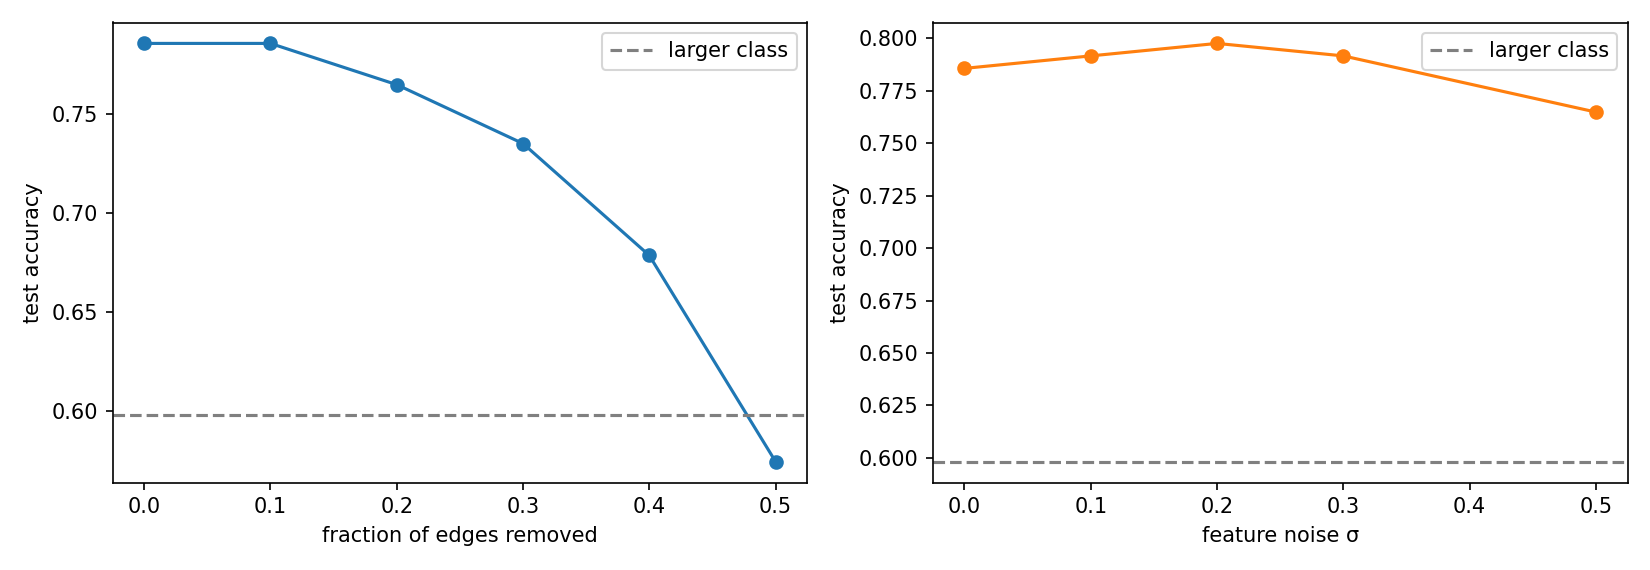 larger class
0.75
0.70
0.65
0.60
test accuracy
0.0 0.1 0.2 0.3 0.4 0.5
fraction of edges removed
larger class
0.800
0.775
0.750
0.725
0.700
0.675
0.650
0.625
0.600
test accuracy
0.0 0.1 0.2 0.3 0.4 0.5
feature noise σ